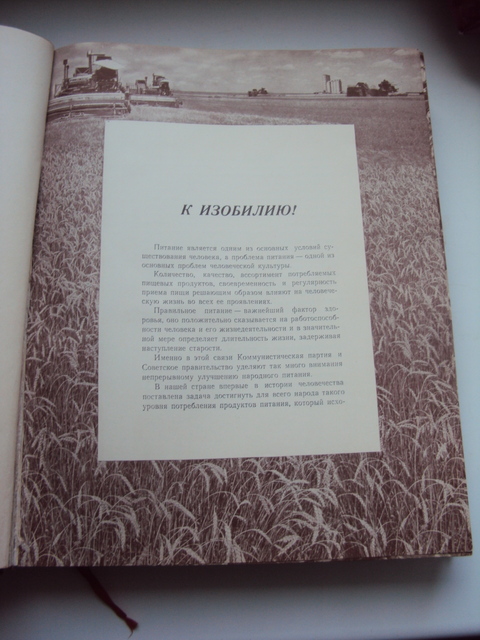 К ИЗОБИЛИЮ!
Питание является одним из основных условий су-
ществования человека, а проблема питания — одной из
основных проблем человеческой культуры.
Количество, качество, ассортимент потребляемых
пищевых продуктов, своевременность и регулярность
приема пищи решающим образом влияют на человече-
скую жизнь во всех ее проявлениях.
Правильное питание — важнейший фактор здо-
ровья, оно положительно сказывается на работоспособ-
ности человека и его жизнедеятельности и в значитель-
ной мере определяет длительность жизни, задерживая
наступление старости.
Именно в этой связи Коммунистическая партия и
Советское правительство уделяют так много внимания
непрерывному улучшению народного питания.
В нашей стране впервые в истории человечества
поставлена задача достигнуть для всего народа такого
уровня потребления продуктов питания, который исхо-